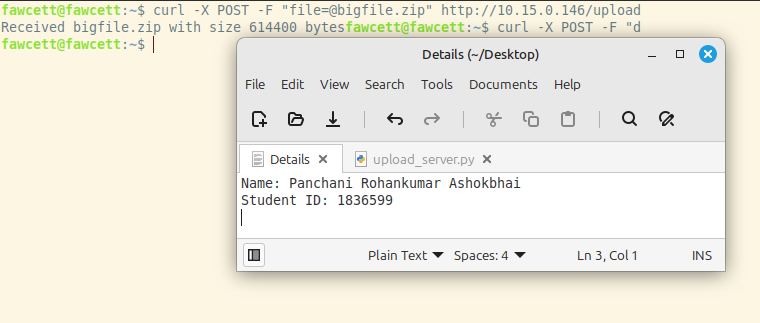 fawcett@fawcett:~$ curl -X POST -F "file=@bigfile.zip" http://10.15.0.146/upload
Received bigfile.zip with size 614400 bytesfawcett@fawcett:~$ curl -X POST -F "d
fawcett@fawcett:~$
Details (~/Desktop)
File Edit View Search Tools Documents Help
Details upload_server.py
Name: Panchani Rohankumar Ashokbhai
Student ID: 1836599
Plain Text Spaces: 4 Ln 3, Col 1 INS